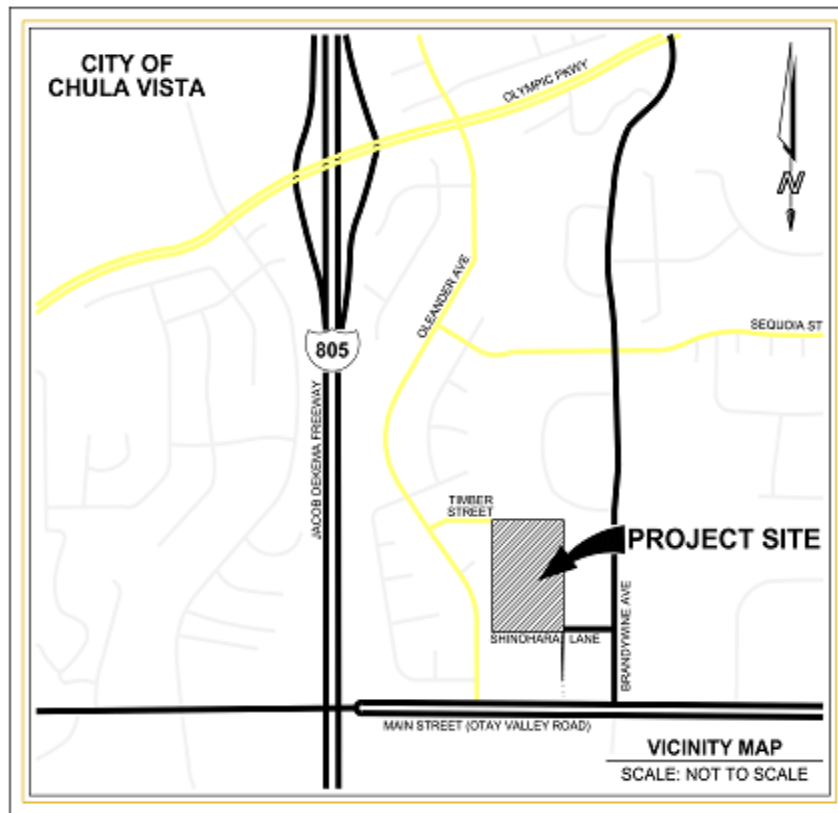 CITY OF
CHULA VISTA
OLYMPIC PKWY
N
OLEANDER AVE
SEQUOIA ST
805
JACOB DEKEMA FREEWAY
TIMBER
STREET
PROJECT SITE
SHINOHARA LANE
BRANDYWINE AVE
MAIN STREET (OTAY VALLEY ROAD)
VICINITY MAP
SCALE: NOT TO SCALE